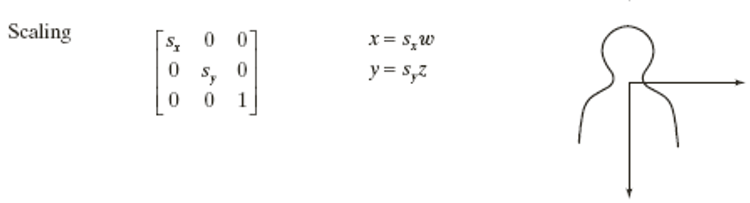 Scaling
[s_x 0 0]
[0 s_y 0]
[0 0 1]
x = s_x w
y = s_y z